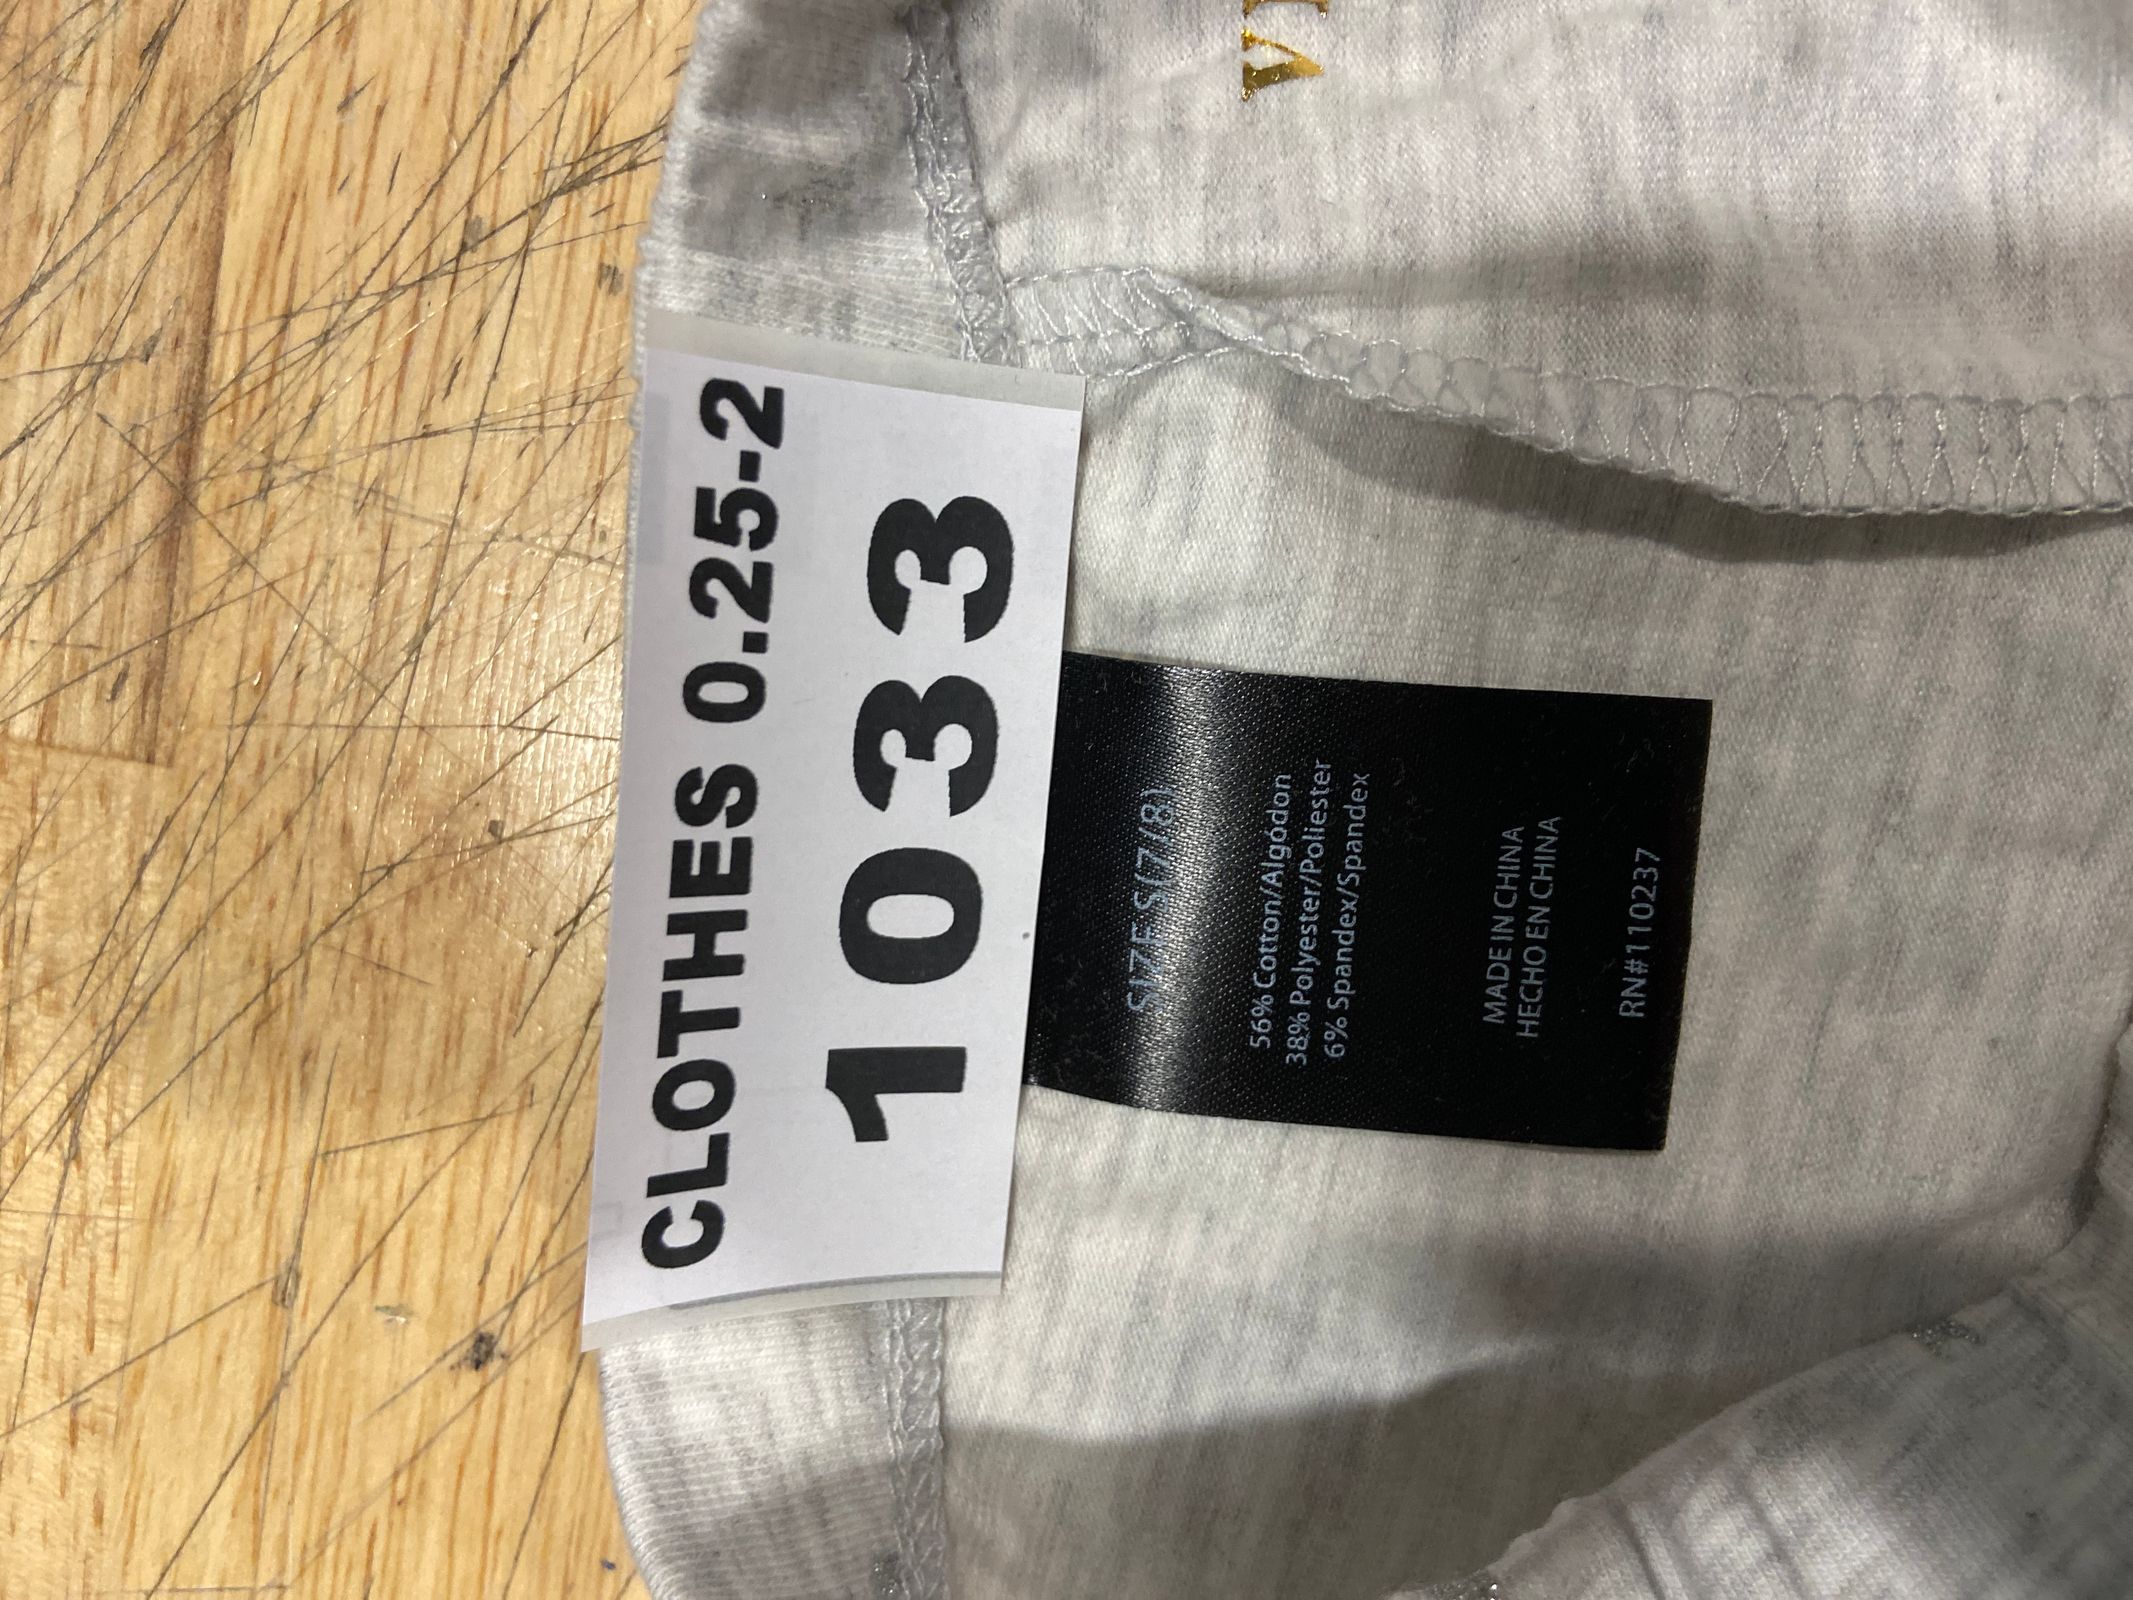 CLOTHES 0.25-2
1033
SIZE S(7/8)
56% Cotton/Algodon
38% Polyester/Poliester
6% Spandex/Spandex
MADE IN CHINA
HECHO EN CHINA
RN#110237